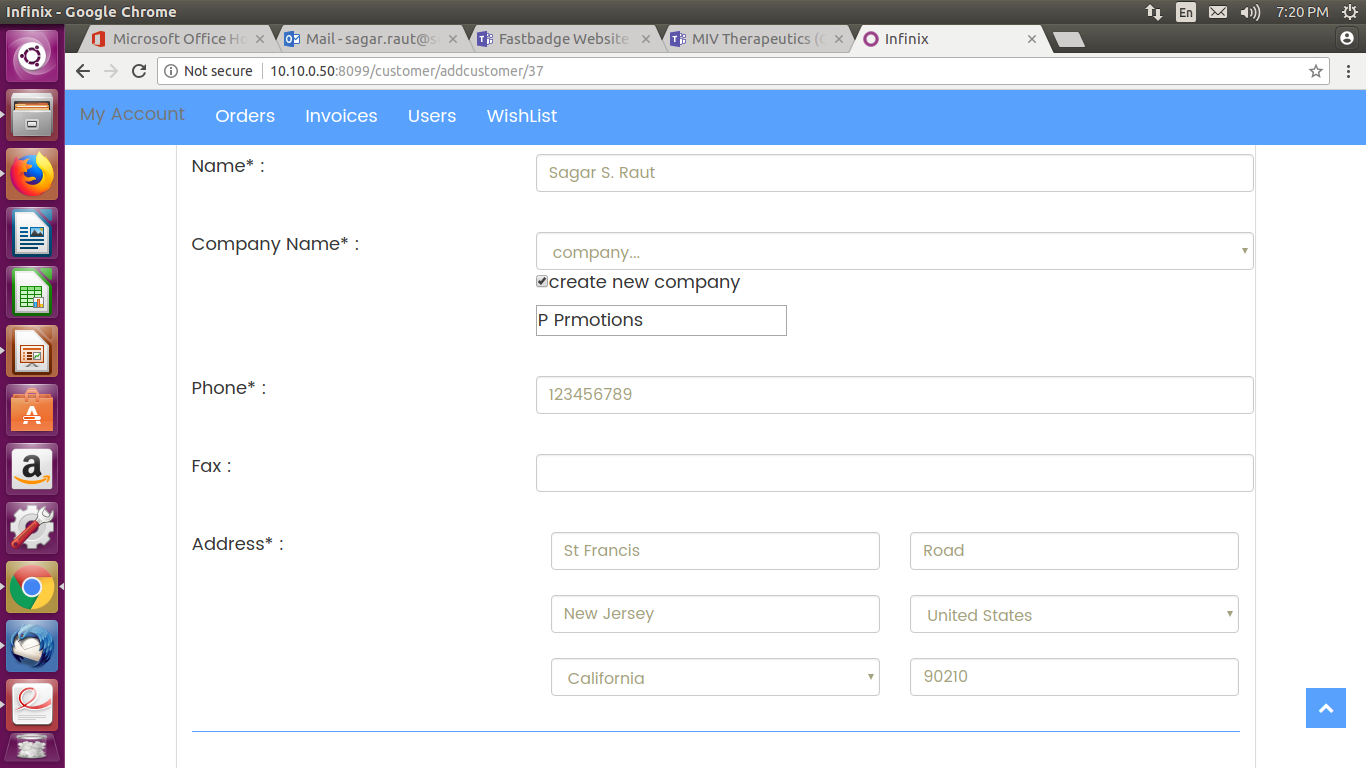 Infinix - Google Chrome
En
7:20 PM
Microsoft Office Ho
Mail - sagar.raut@s
Fastbadge Website
MIV Therapeutics (
Infinix
Not secure
10.10.0.50:8099/customer/addcustomer/37
My Account
Orders
Invoices
Users
WishList
Name* :
Sagar S. Raut
Company Name* :
company...
create new company
P Prmotions
Phone* :
123456789
Fax :
Address* :
St Francis
Road
New Jersey
United States
California
90210